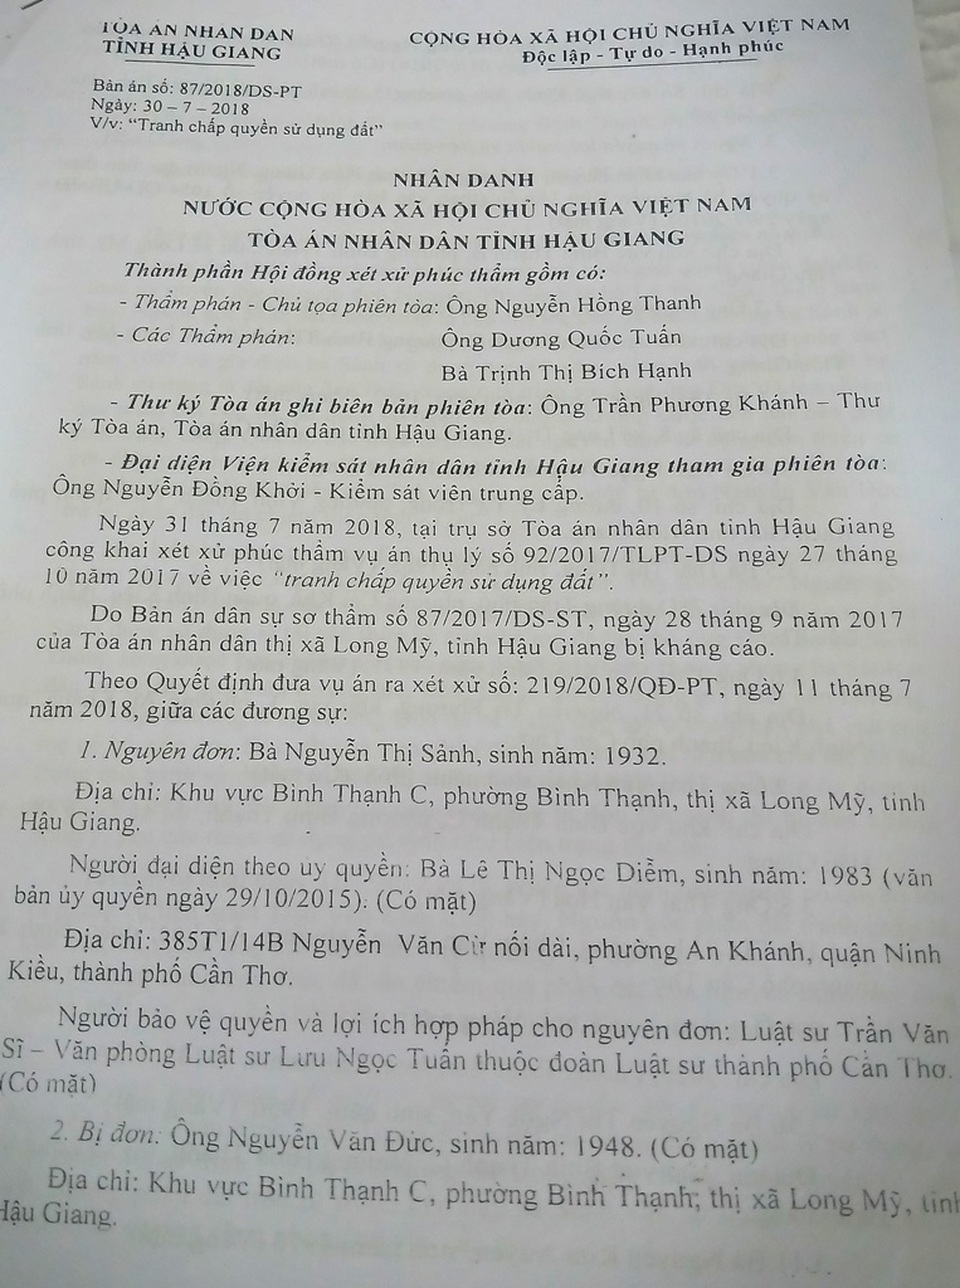 TÒA ÁN NHÂN DÂN
TỈNH HẬU GIANG
CỘNG HÒA XÃ HỘI CHỦ NGHĨA VIỆT NAM
Độc lập - Tự do - Hạnh phúc
Bản án số: 87/2018/DS-PT
Ngày: 30 – 7 – 2018
V/v: “Tranh chấp quyền sử dụng đất”
NHÂN DANH
NƯỚC CỘNG HÒA XÃ HỘI CHỦ NGHĨA VIỆT NAM
TÒA ÁN NHÂN DÂN TỈNH HẬU GIANG
Thành phần Hội đồng xét xử phúc thẩm gồm có:
- Thẩm phán - Chủ tọa phiên tòa: Ông Nguyễn Hồng Thanh
- Các Thẩm phán: Ông Dương Quốc Tuấn
Bà Trịnh Thị Bích Hạnh
- Thư ký Tòa án ghi biên bản phiên tòa: Ông Trần Phương Khánh – Thư
ký Tòa án, Tòa án nhân dân tỉnh Hậu Giang.
- Đại diện Viện kiểm sát nhân dân tỉnh Hậu Giang tham gia phiên tòa:
Ông Nguyễn Đồng Khởi - Kiểm sát viên trung cấp.
Ngày 31 tháng 7 năm 2018, tại trụ sở Tòa án nhân dân tỉnh Hậu Giang
công khai xét xử phúc thẩm vụ án thụ lý số 92/2017/TLPT-DS ngày 27 tháng
10 năm 2017 về việc “tranh chấp quyền sử dụng đất”.
Do Bản án dân sự sơ thẩm số 87/2017/DS-ST, ngày 28 tháng 9 năm 2017
của Tòa án nhân dân thị xã Long Mỹ, tỉnh Hậu Giang bị kháng cáo.
Theo Quyết định đưa vụ án ra xét xử số: 219/2018/QĐ-PT, ngày 11 tháng 7
năm 2018, giữa các đương sự:
1. Nguyên đơn: Bà Nguyễn Thị Sảnh, sinh năm: 1932.
Địa chỉ: Khu vực Bình Thạnh C, phường Bình Thạnh, thị xã Long Mỹ, tỉnh
Hậu Giang.
Người đại diện theo uỷ quyền: Bà Lê Thị Ngọc Diễm, sinh năm: 1983 (văn
bản ủy quyền ngày 29/10/2015). (Có mặt)
Địa chỉ: 385T1/14B Nguyễn Văn Cừ nối dài, phường An Khánh, quận Ninh
Kiều, thành phố Cần Thơ.
Người bảo vệ quyền và lợi ích hợp pháp cho nguyên đơn: Luật sư Trần Văn
Sĩ – Văn phòng Luật sư Lưu Ngọc Tuấn thuộc đoàn Luật sư thành phố Cần Thơ.
(Có mặt)
2. Bị đơn: Ông Nguyễn Văn Đức, sinh năm: 1948. (Có mặt)
Địa chỉ: Khu vực Bình Thạnh C, phường Bình Thạnh, thị xã Long Mỹ, tỉnh
Hậu Giang.